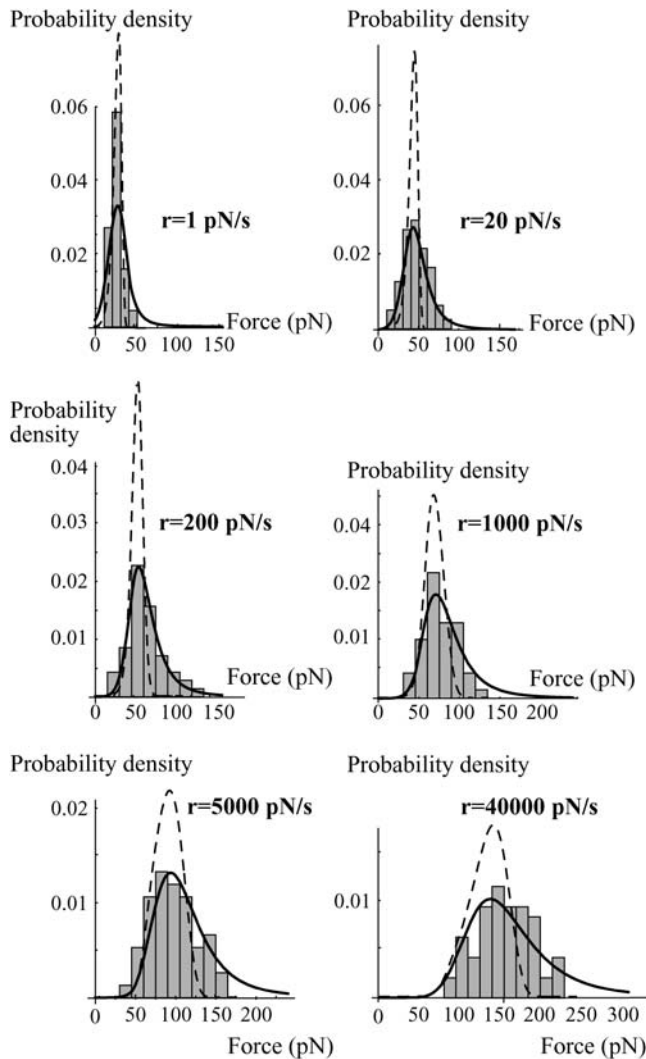 Probability density
0.06
0.04
0.02
r=1 pN/s
Force (pN)
0 50 100 150
Probability density
0.06
0.04
0.02
r=20 pN/s
Force (pN)
0 50 100 150
Probability
density
0.04
0.03
0.02
0.01
r=200 pN/s
Force (pN)
0 50 100 150
Probability density
0.04
0.02
0.01
r=1000 pN/s
Force (pN)
0 50 100 150 200
Probability density
0.02
0.01
r=5000 pN/s
0 50 100 150 200
Force (pN)
Probability density
0.01
r=40000 pN/s
0 50 100 150 200 250 300
Force (pN)